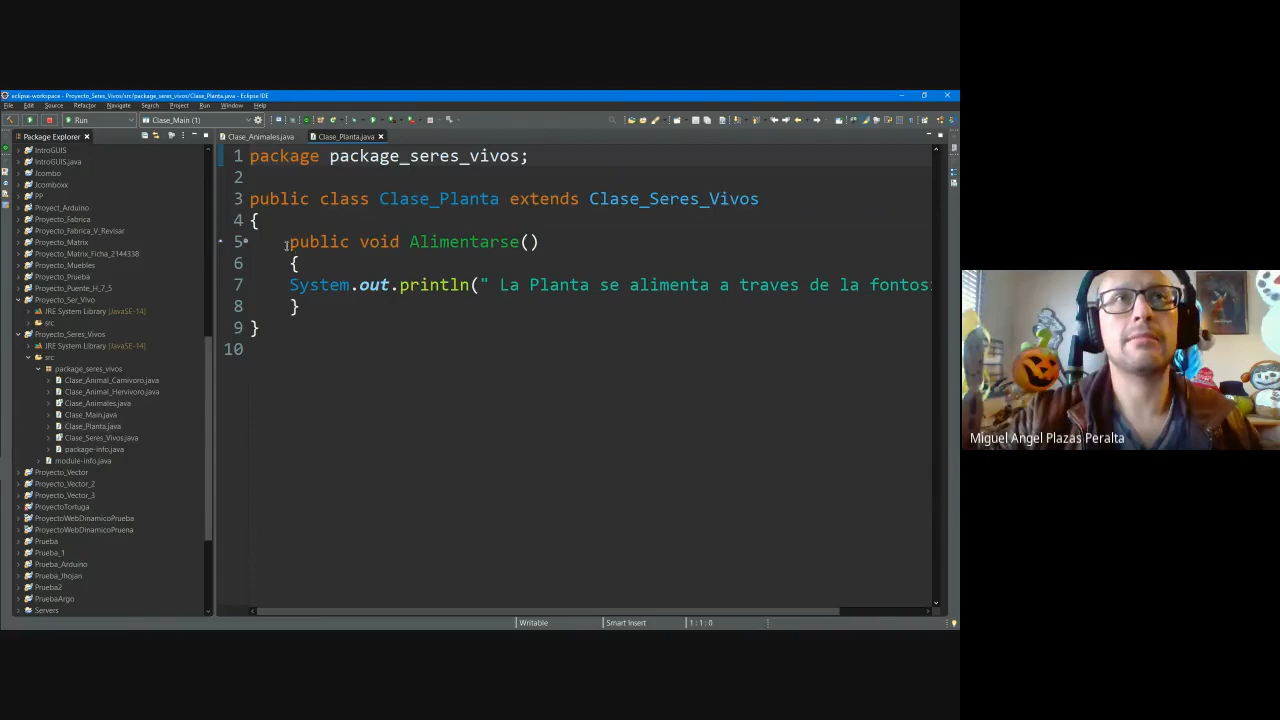 eclipse-workspace - Proyecto_Seres_Vivos/src/package_seres_vivos/Clase_Planta.java - Eclipse IDE
File Edit Source Refactor Navigate Search Project Run Window Help
Run Clase_Main (1)
Package Explorer
Clase_Animales.java Clase_Planta.java
IntroGUIS
IntroGUIS.java
Jcombo
Jcomboxx
PP
Proyect_Arduino
Proyecto_Fabrica
Proyecto_Fabrica_V_Revisar
Proyecto_Matrix
Proyecto_Matrix_Ficha_2144338
Proyecto_Muebles
Proyecto_Prueba
Proyecto_Puente_H_7_5
Proyecto_Ser_Vivo
JRE System Library [JavaSE-14]
src
Proyecto_Seres_Vivos
JRE System Library [JavaSE-14]
src
package_seres_vivos
Clase_Animal_Carnivoro.java
Clase_Animal_Hervivoro.java
Clase_Animales.java
Clase_Main.java
Clase_Planta.java
Clase_Seres_Vivos.java
package-info.java
module-info.java
Proyecto_Vector
Proyecto_Vector_2
Proyecto_Vector_3
ProyectoTortuga
ProyectoWebDinamicoPrueba
ProyectoWebDinamicoPruena
Prueba
Prueba_1
Prueba_Arduino
Prueba_Jhojan
Prueba2
PruebaArgo
Servers
1 package package_seres_vivos;
2
3 public class Clase_Planta extends Clase_Seres_Vivos
4 {
5 public void Alimentarse()
6 {
7 System.out.println(" La Planta se alimenta a traves de la fontos
8 }
9 }
10
Writable Smart Insert 1 : 1 : 0
Miguel Angel Plazas Peralta